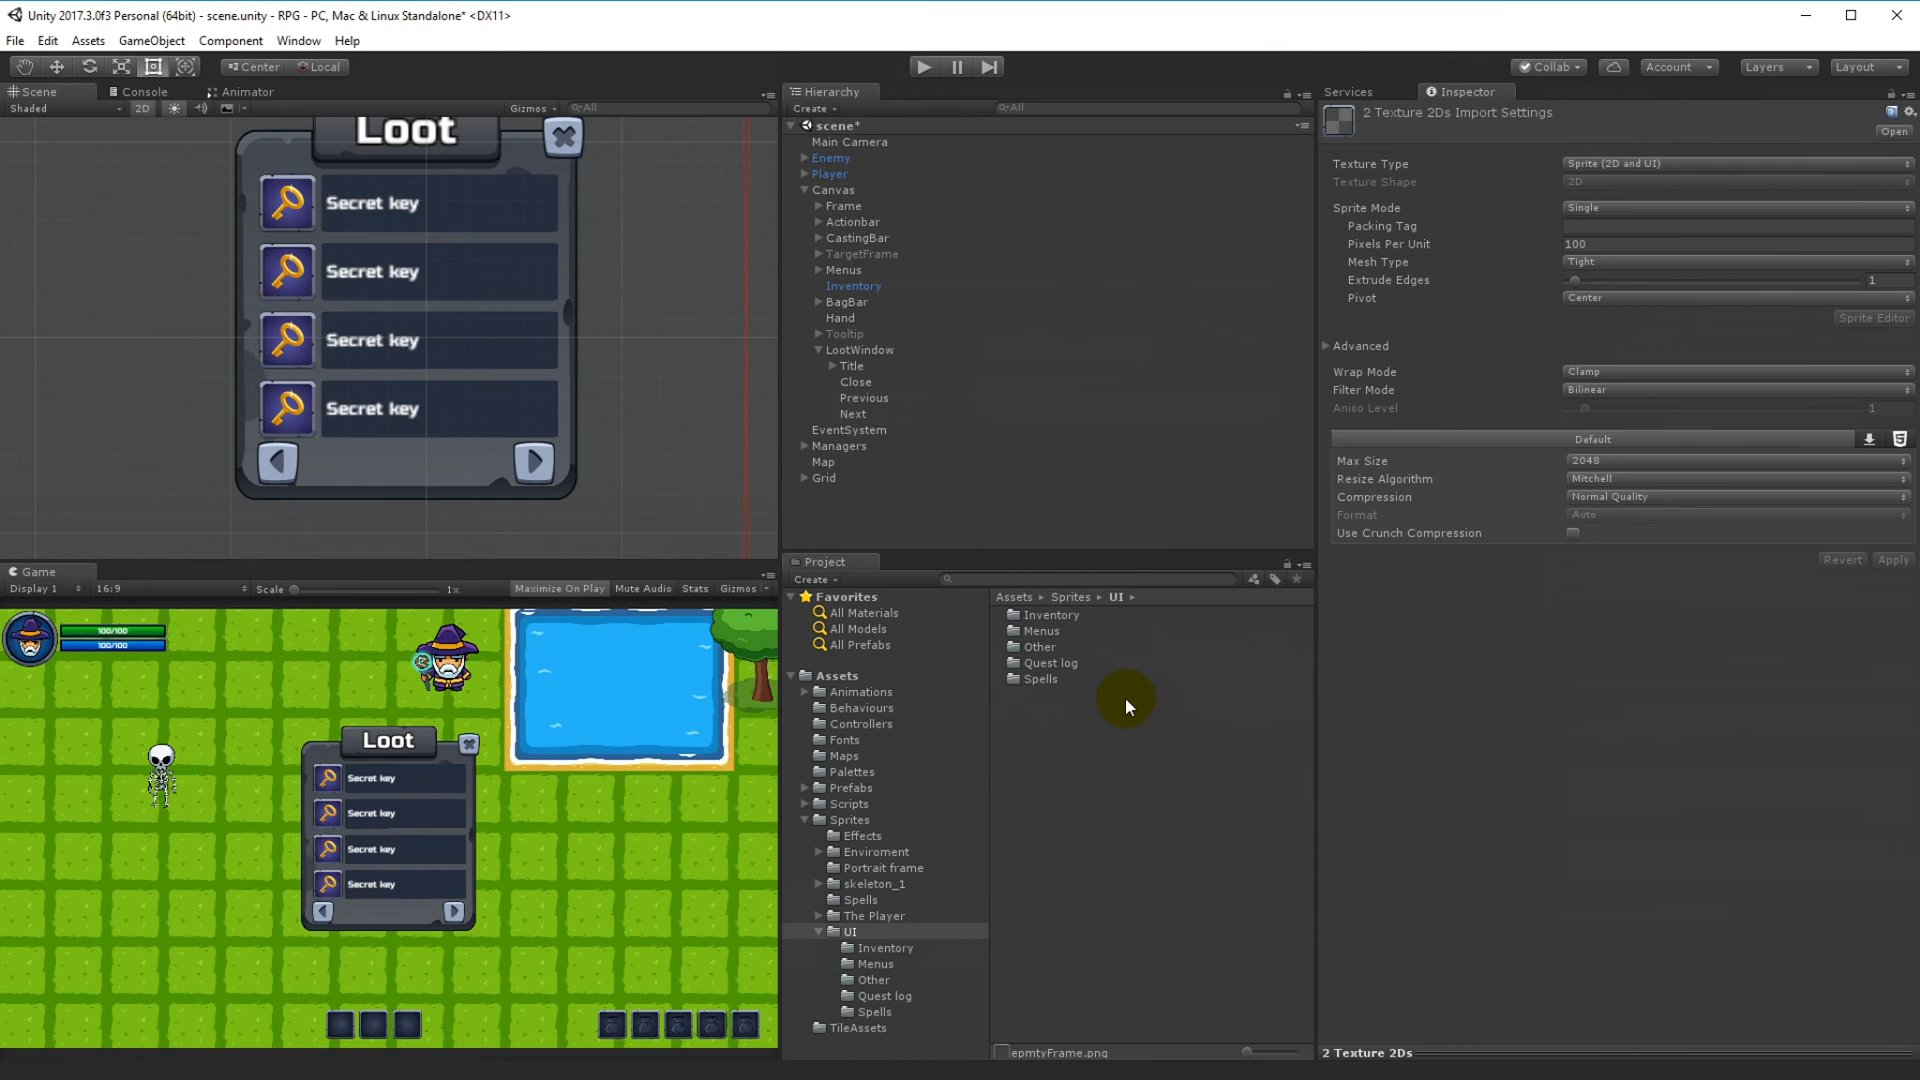 Unity 2017.3.0f3 Personal (64bit) - scene.unity - RPG - PC, Mac & Linux Standalone* <DX11>
File Edit Assets GameObject Component Window Help
Center Local
Collab Account Layers Layout
Scene Console Animator
Shaded 2D Gizmos All
Loot
Secret key
Secret key
Secret key
Secret key
Game
Display 1 16:9 Scale 1x Maximize On Play Mute Audio Stats Gizmos
100/100
100/100
Loot
Secret key
Secret key
Secret key
Secret key
Hierarchy
Create All
scene*
Main Camera
Enemy
Player
Canvas
Frame
Actionbar
CastingBar
TargetFrame
Menus
Inventory
BagBar
Hand
Tooltip
LootWindow
Title
Close
Previous
Next
EventSystem
Managers
Map
Grid
Project
Create
Favorites
All Materials
All Models
All Prefabs
Assets
Animations
Behaviours
Controllers
Fonts
Maps
Palettes
Prefabs
Scripts
Sprites
Effects
Enviroment
Portrait frame
skeleton_1
Spells
The Player
UI
Inventory
Menus
Other
Quest log
Spells
TileAssets
Assets Sprites UI
Inventory
Menus
Other
Quest log
Spells
epmtyFrame.png
Services Inspector
2 Texture 2Ds Import Settings
Open
Texture Type Sprite (2D and UI)
Texture Shape 2D
Sprite Mode Single
Packing Tag
Pixels Per Unit 100
Mesh Type Tight
Extrude Edges 1
Pivot Center
Sprite Editor
Advanced
Wrap Mode Clamp
Filter Mode Bilinear
Aniso Level 1
Default
Max Size 2048
Resize Algorithm Mitchell
Compression Normal Quality
Format Auto
Use Crunch Compression
Revert Apply
2 Texture 2Ds